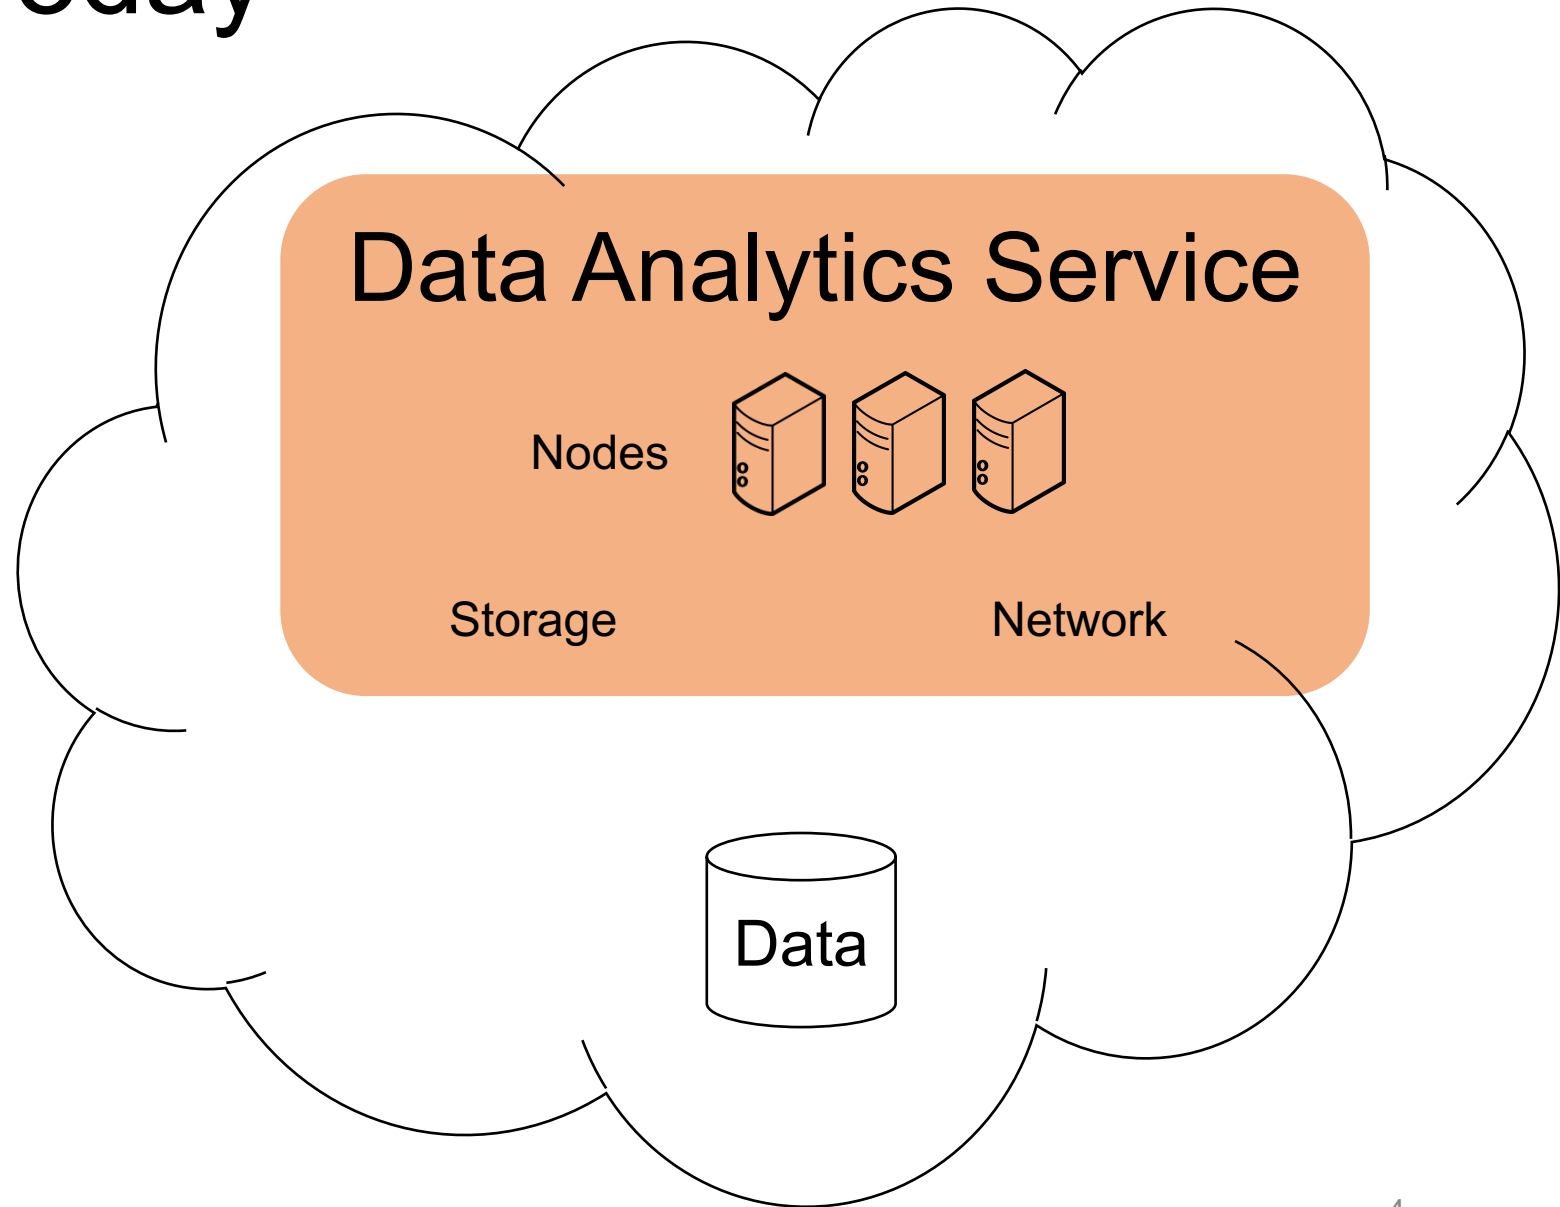 Data Analytics Service
Nodes
Storage
Network
Data